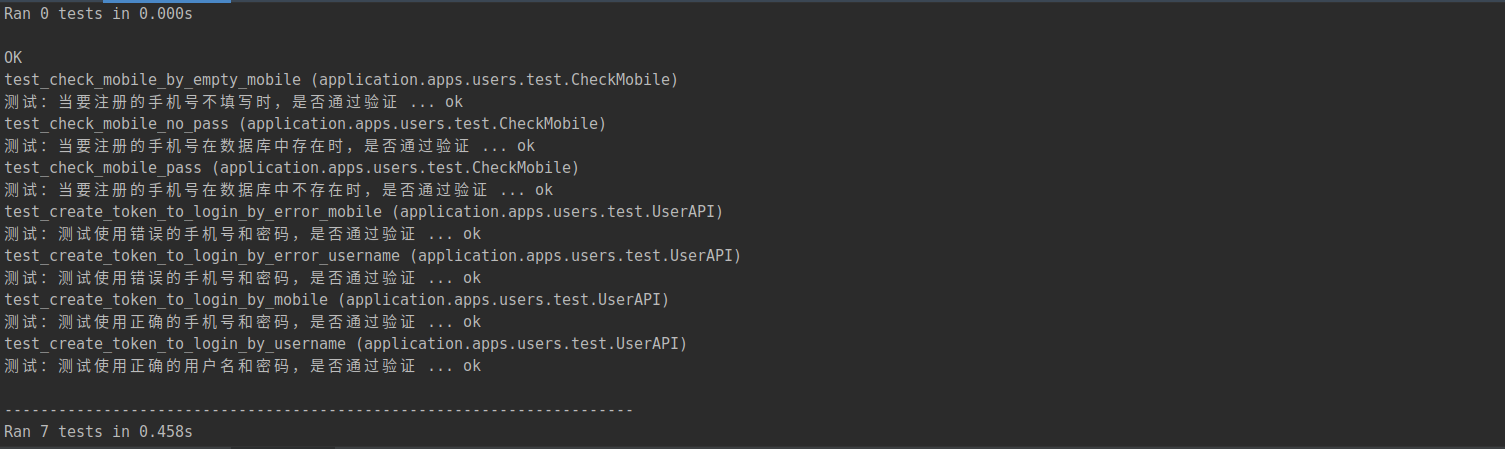 Ran 0 tests in 0.000s
OK
test_check_mobile_by_empty_mobile (application.apps.users.test.CheckMobile)
测试：当要注册的手机号不填写时，是否通过验证 ... ok
test_check_mobile_no_pass (application.apps.users.test.CheckMobile)
测试：当要注册的手机号在数据库中存在时，是否通过验证 ... ok
test_check_mobile_pass (application.apps.users.test.CheckMobile)
测试：当要注册的手机号在数据库中不存在时，是否通过验证 ... ok
test_create_token_to_login_by_error_mobile (application.apps.users.test.UserAPI)
测试：测试使用错误的手机号和密码，是否通过验证 ... ok
test_create_token_to_login_by_error_username (application.apps.users.test.UserAPI)
测试：测试使用错误的手机号和密码，是否通过验证 ... ok
test_create_token_to_login_by_mobile (application.apps.users.test.UserAPI)
测试：测试使用正确的手机号和密码，是否通过验证 ... ok
test_create_token_to_login_by_username (application.apps.users.test.UserAPI)
测试：测试使用正确的用户名和密码，是否通过验证 ... ok
----------------------------------------------------------------------
Ran 7 tests in 0.458s